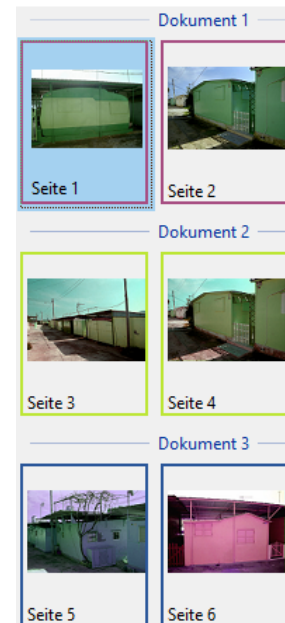 Dokument 1
Seite 1
Seite 2
Dokument 2
Seite 3
Seite 4
Dokument 3
Seite 5
Seite 6